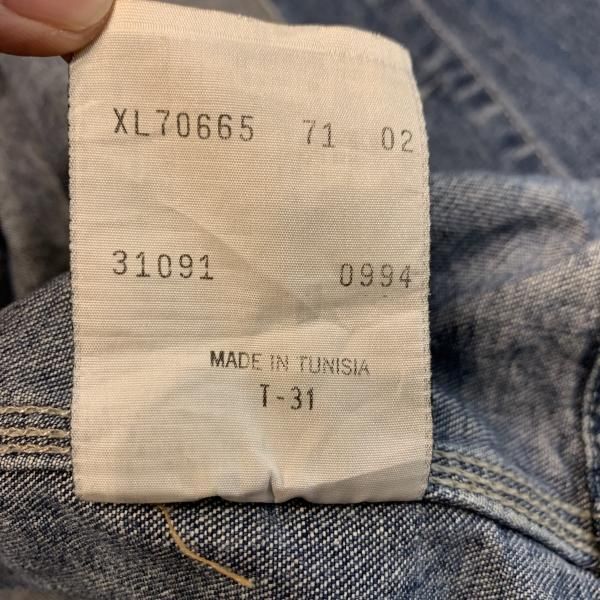 XL70665 71 02
31091 0994
MADE IN TUNISIA
T-31